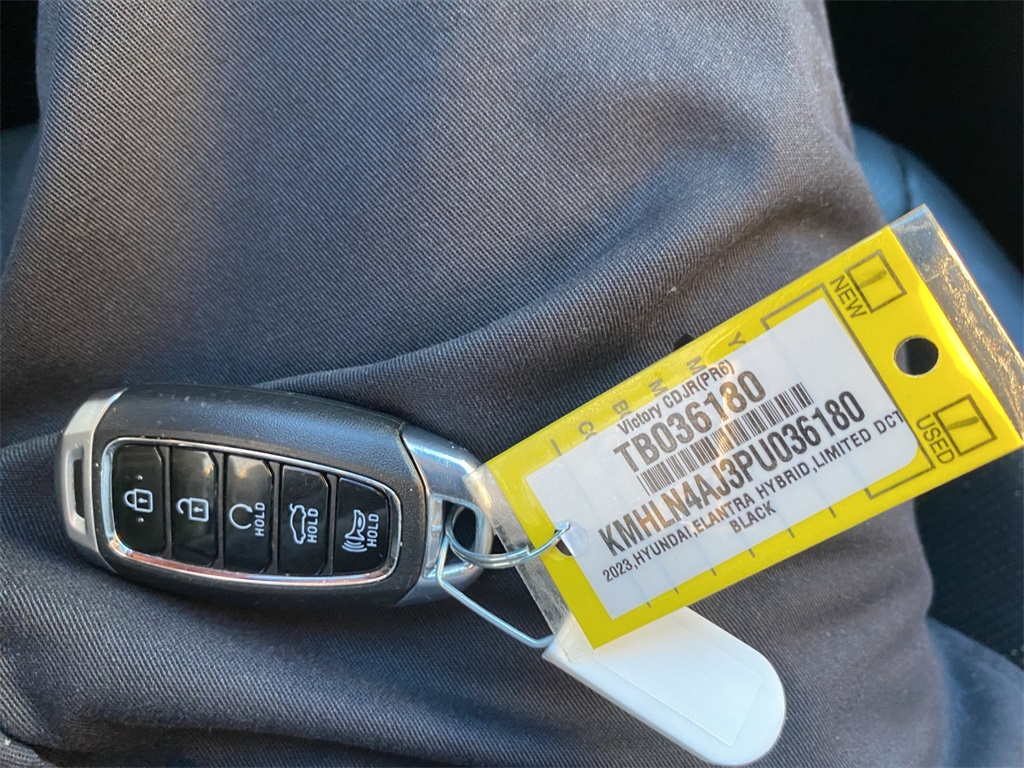 HOLD
HOLD
HOLD
NEW
USED
Victory CDJR(PR6)
TB036180
KMHLN4AJ3PU036180
2023,HYUNDAI,ELANTRA HYBRID,LIMITED DCT
BLACK